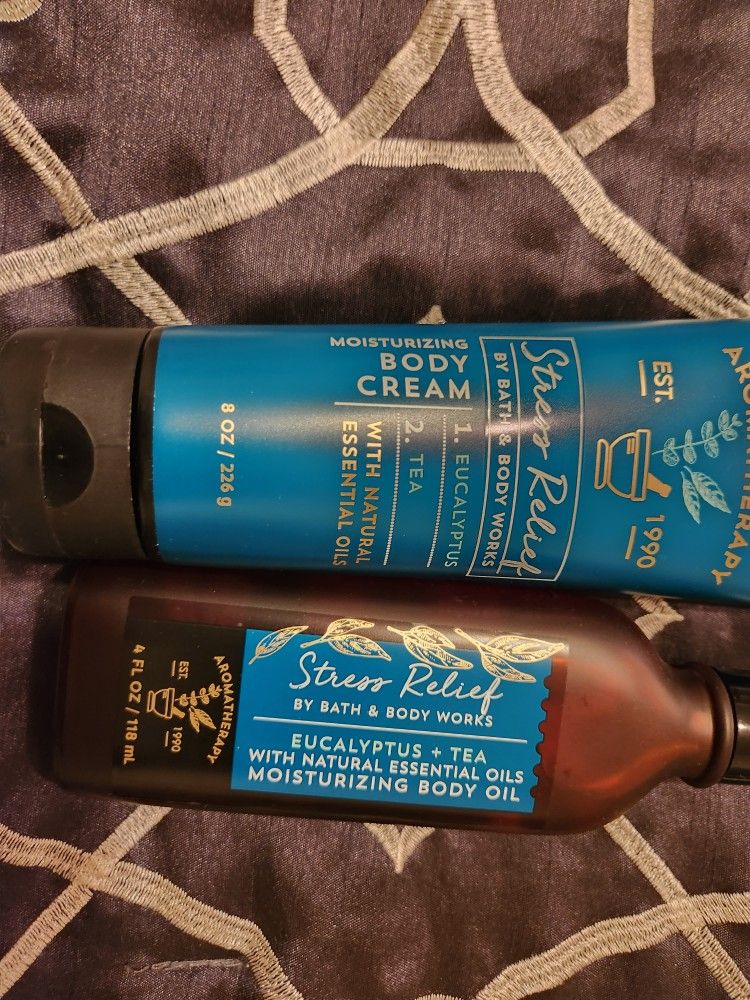 AROMATHERAPY
EST.
1990
Stress Relief
BY BATH & BODY WORKS
1. EUCALYPTUS
2. TEA
WITH NATURAL
ESSENTIAL OILS
MOISTURIZING
BODY
CREAM
8 OZ / 226 g
Stress Relief
BY BATH & BODY WORKS
EUCALYPTUS + TEA
WITH NATURAL ESSENTIAL OILS
MOISTURIZING BODY OIL
AROMATHERAPY
EST.
1990
4 FL OZ / 118 mL